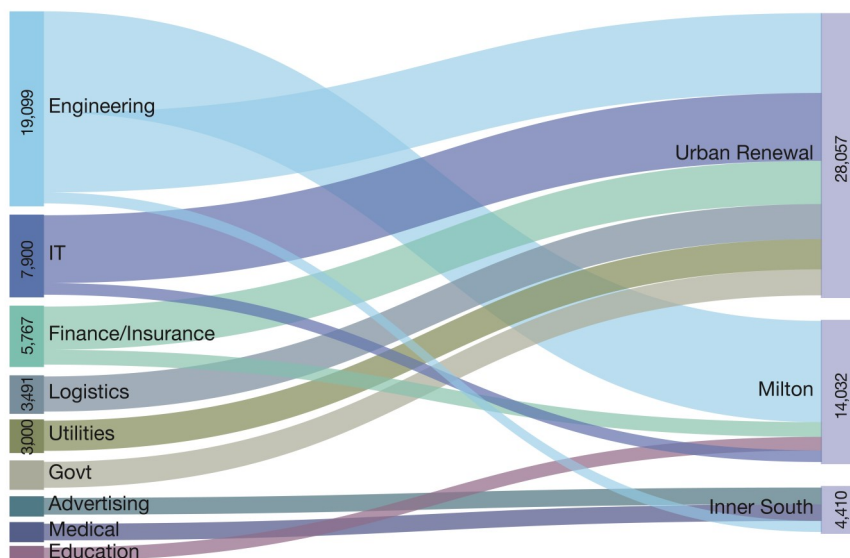 19,099
Engineering
7,900
IT
5,767
Finance/Insurance
3,491
Logistics
3,000
Utilities
Govt
Advertising
Medical
Education
Urban Renewal
28,057
Milton
14,032
Inner South
4,410